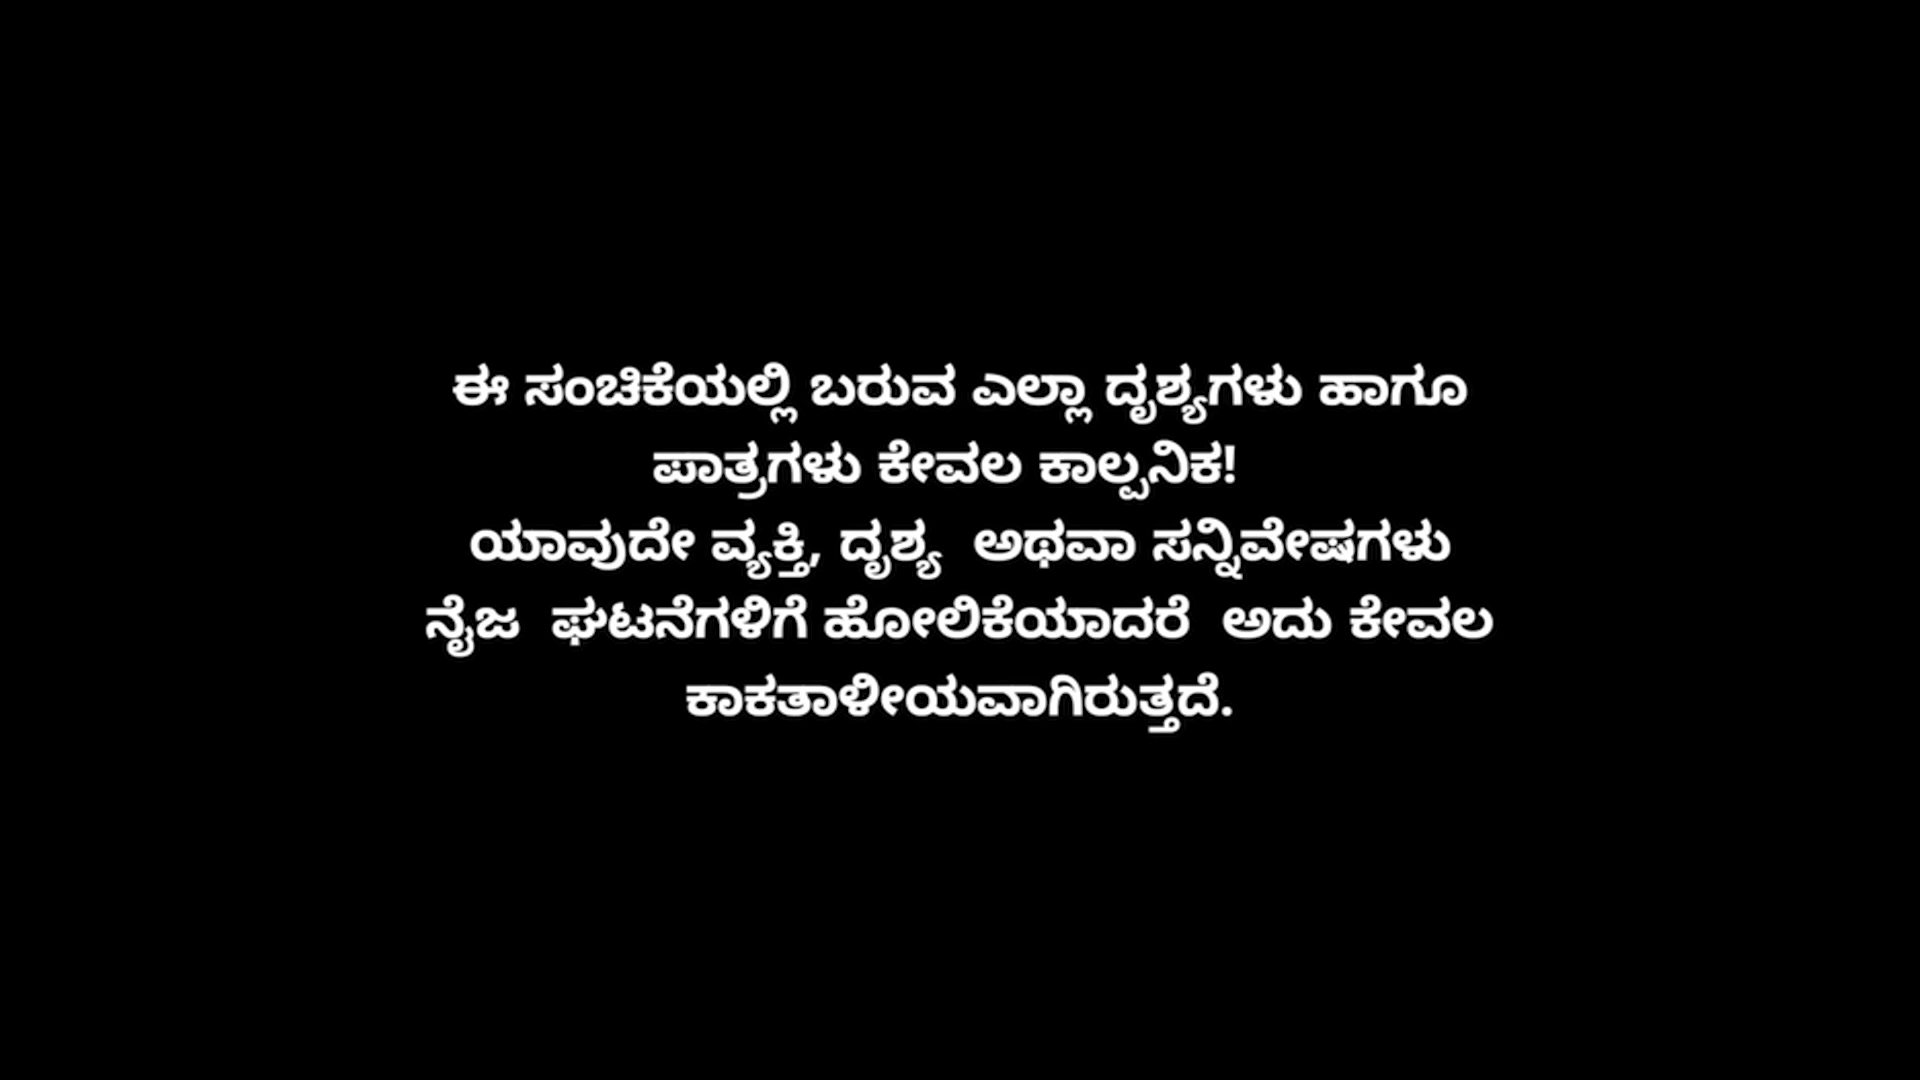 ಈ ಸಂಚಿಕೆಯಲ್ಲಿ ಬರುವ ಎಲ್ಲಾ ದೃಶ್ಯಗಳು ಹಾಗೂ
ಪಾತ್ರಗಳು ಕೇವಲ ಕಾಲ್ಪನಿಕ!
ಯಾವುದೇ ವ್ಯಕ್ತಿ, ದೃಶ್ಯ ಅಥವಾ ಸನ್ನಿವೇಷಗಳು
ನೈಜ ಘಟನೆಗಳಿಗೆ ಹೋಲಿಕೆಯಾದರೆ ಅದು ಕೇವಲ
ಕಾಕತಾಳೀಯವಾಗಿರುತ್ತದೆ.